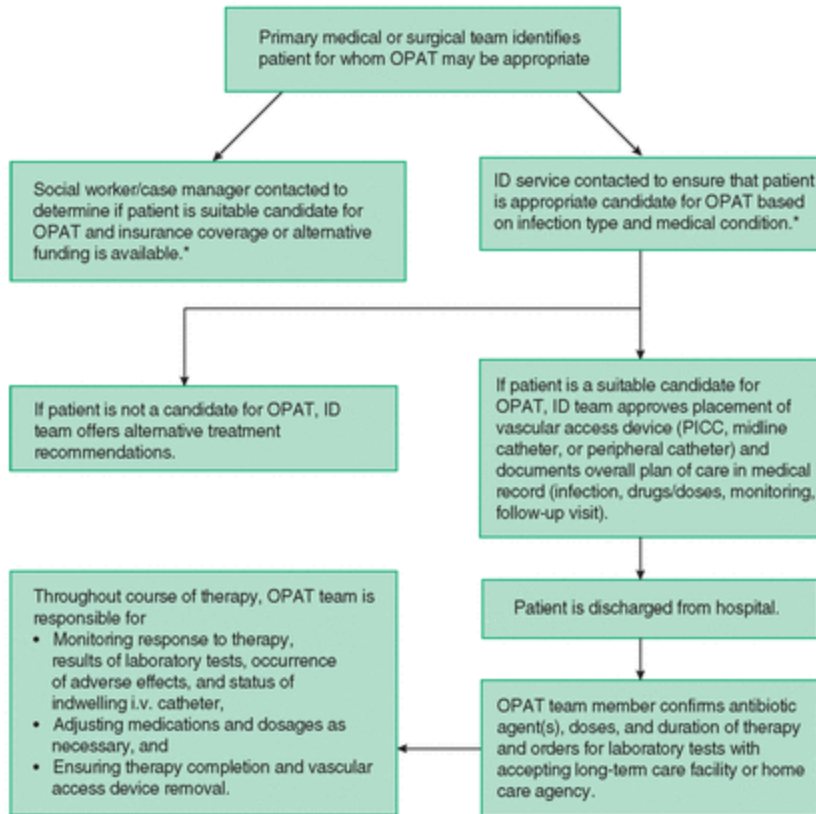 Primary medical or surgical team identifies
patient for whom OPAT may be appropriate
Social worker/case manager contacted to
determine if patient is suitable candidate for
OPAT and insurance coverage or alternative
funding is available.*
ID service contacted to ensure that patient
is appropriate candidate for OPAT based
on infection type and medical condition.*
If patient is not a candidate for OPAT, ID
team offers alternative treatment
recommendations.
If patient is a suitable candidate for
OPAT, ID team approves placement of
vascular access device (PICC, midline
catheter, or peripheral catheter) and
documents overall plan of care in medical
record (infection, drugs/doses, monitoring,
follow-up visit).
Patient is discharged from hospital.
OPAT team member confirms antibiotic
agent(s), doses, and duration of therapy
and orders for laboratory tests with
accepting long-term care facility or home
care agency.
Throughout course of therapy, OPAT team is
responsible for
• Monitoring response to therapy,
results of laboratory tests, occurrence
of adverse effects, and status of
indwelling i.v. catheter,
• Adjusting medications and dosages as
necessary, and
• Ensuring therapy completion and vascular
access device removal.